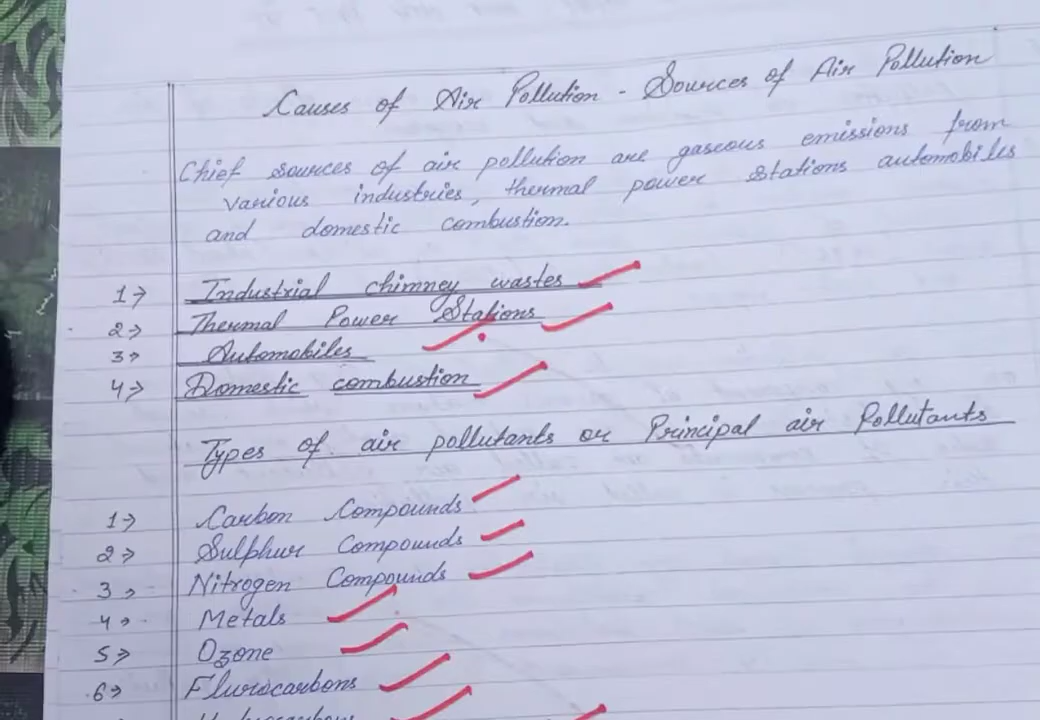 Causes of Air Pollution - Sources of Air Pollution
Chief sources of air pollution are gaseous emissions from
various industries, thermal power stations automobiles
and domestic combustion.
1→ Industrial chimney wastes
2→ Thermal Power Stations
3→ Automobiles
4→ Domestic combustion
Types of air pollutants or Principal air Pollutants
1→ Carbon Compounds
2→ Sulphur Compounds
3→ Nitrogen Compounds
4→ Metals
5→ Ozone
6→ Flurocarbons